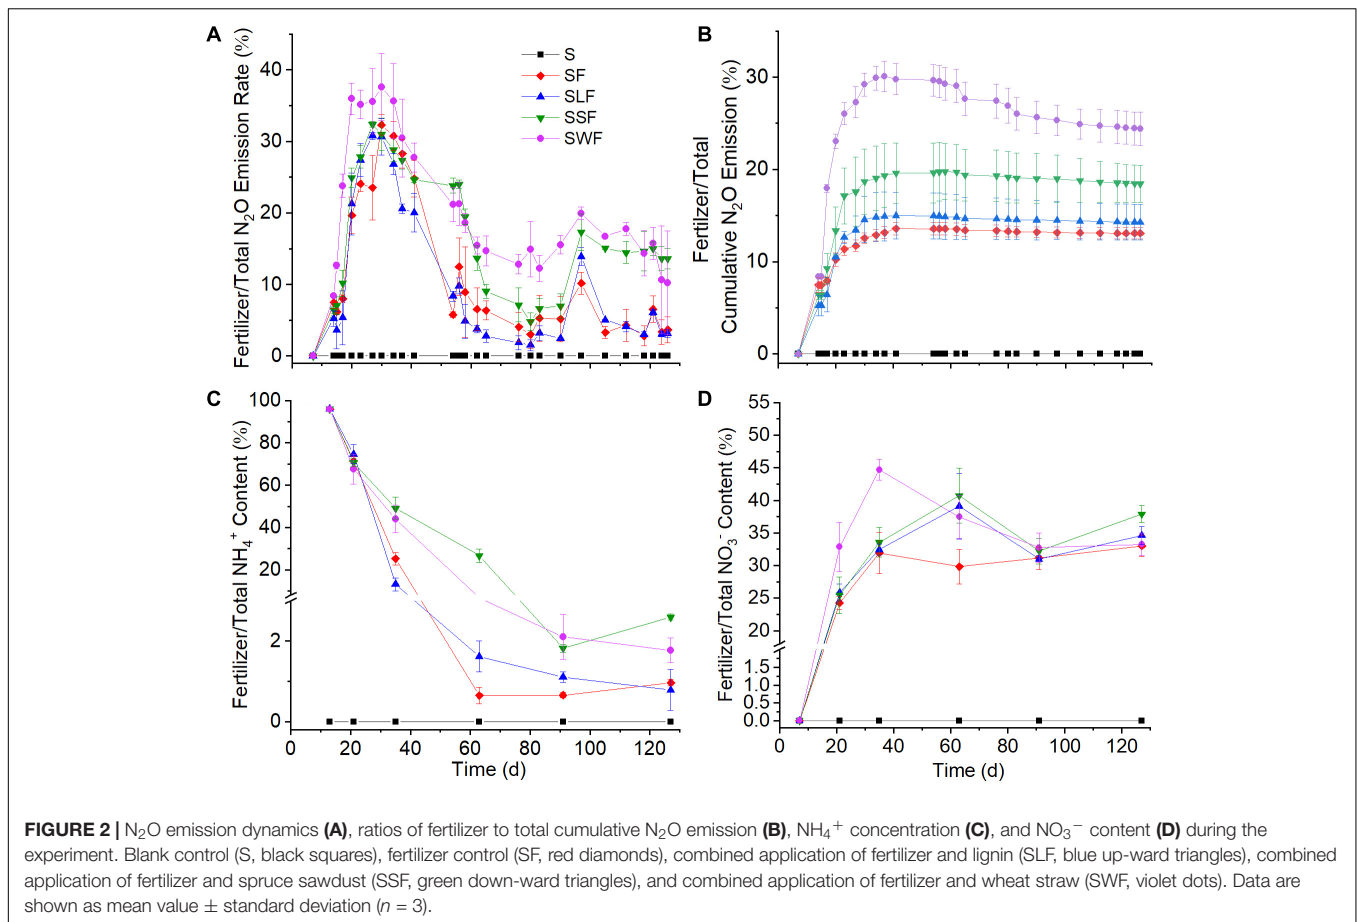 A
Fertilizer/Total N₂O Emission Rate (%)
40
30
20
10
0
S
SF
SLF
SSF
SWF
B
Fertilizer/Total
Cumulative N₂O Emission (%)
30
20
10
0
C
Fertilizer/Total NH₄⁺ Content (%)
100
80
60
40
20
2
0
0 20 40 60 80 100 120
Time (d)
D
Fertilizer/Total NO₃⁻ Content (%)
55
50
45
40
35
30
25
20
1.5
1.0
0.5
0.0
0 20 40 60 80 100 120
Time (d)
FIGURE 2 | N₂O emission dynamics (A), ratios of fertilizer to total cumulative N₂O emission (B), NH₄⁺ concentration (C), and NO₃⁻ content (D) during the
experiment. Blank control (S, black squares), fertilizer control (SF, red diamonds), combined application of fertilizer and lignin (SLF, blue up-ward triangles), combined
application of fertilizer and spruce sawdust (SSF, green down-ward triangles), and combined application of fertilizer and wheat straw (SWF, violet dots). Data are
shown as mean value ± standard deviation (n = 3).